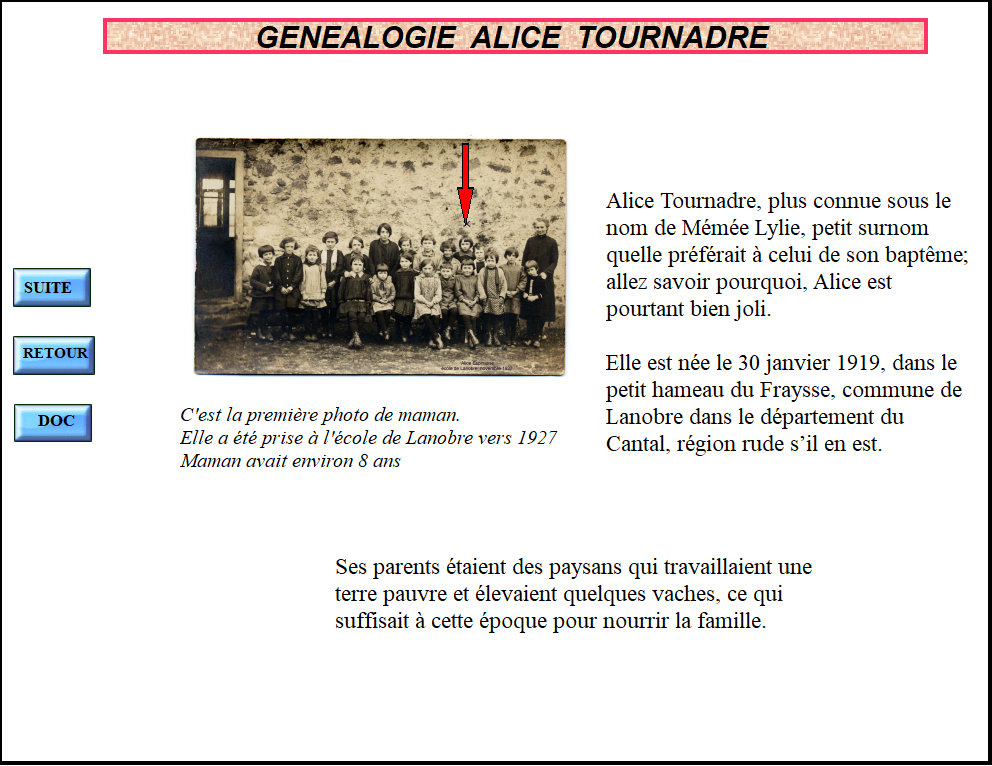 GENEALOGIE ALICE TOURNADRE
Alice Tournadre, plus connue sous le
nom de Mémée Lylie, petit surnom
quelle préférait à celui de son baptême;
allez savoir pourquoi, Alice est
pourtant bien joli.
Elle est née le 30 janvier 1919, dans le
petit hameau du Fraysse, commune de
Lanobre dans le département du
Cantal, région rude s’il en est.
SUITE
RETOUR
DOC
Alice
école de Lanobre novembre 1927
C'est la première photo de maman.
Elle a été prise à l'école de Lanobre vers 1927
Maman avait environ 8 ans
Ses parents étaient des paysans qui travaillaient une
terre pauvre et élevaient quelques vaches, ce qui
suffisait à cette époque pour nourrir la famille.